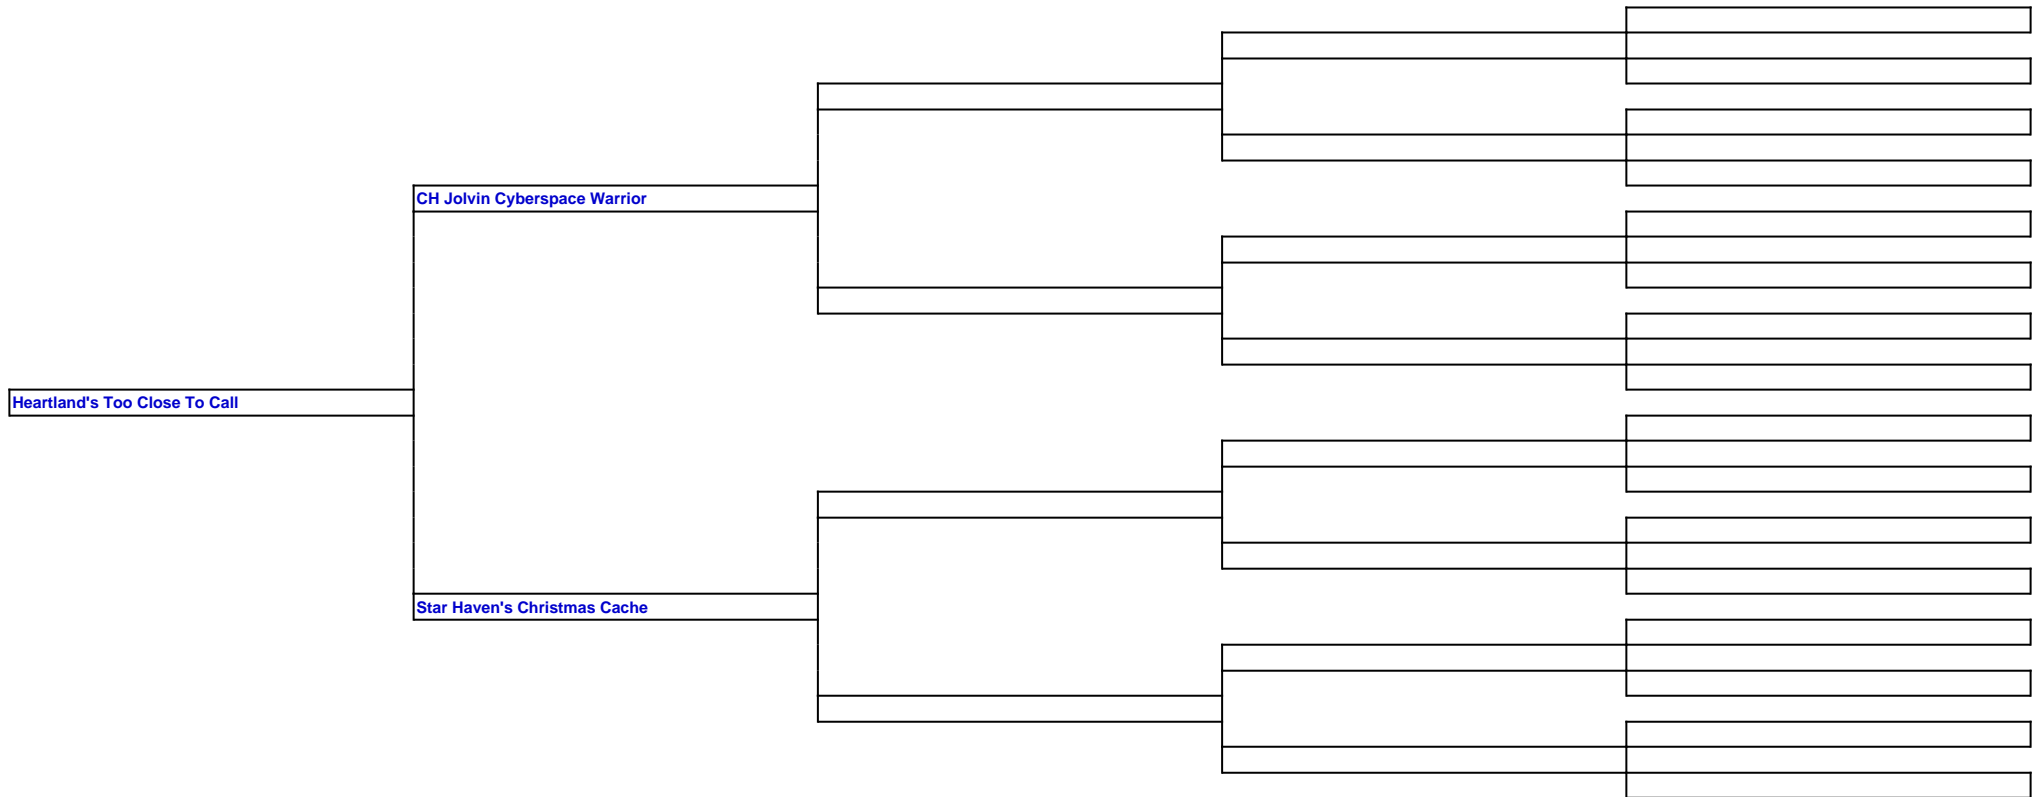 CH Jolvin Cyberspace Warrior
Heartland's Too Close To Call
Star Haven's Christmas Cache